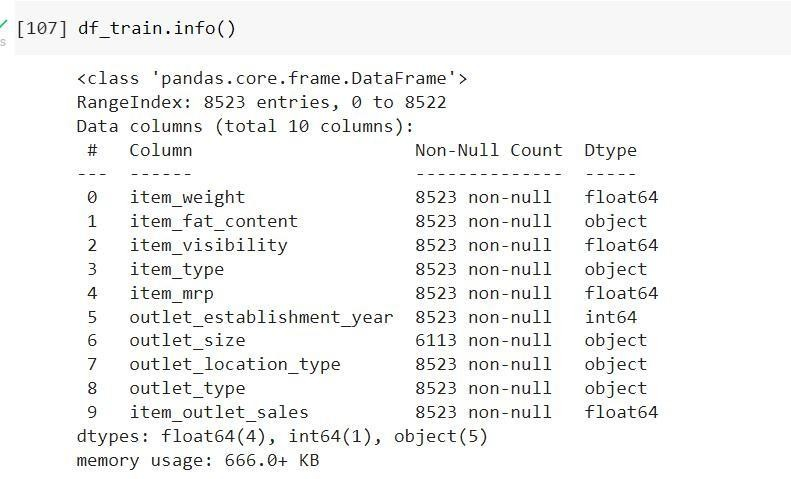 [107] df_train.info()
s
<class 'pandas.core.frame.DataFrame'>
RangeIndex: 8523 entries, 0 to 8522
Data columns (total 10 columns):
 #   Column                     Non-Null Count  Dtype
---  ------                     --------------  -----
 0   item_weight                8523 non-null   float64
 1   item_fat_content           8523 non-null   object
 2   item_visibility            8523 non-null   float64
 3   item_type                  8523 non-null   object
 4   item_mrp                   8523 non-null   float64
 5   outlet_establishment_year  8523 non-null   int64
 6   outlet_size                6113 non-null   object
 7   outlet_location_type       8523 non-null   object
 8   outlet_type                8523 non-null   object
 9   item_outlet_sales          8523 non-null   float64
dtypes: float64(4), int64(1), object(5)
memory usage: 666.0+ KB